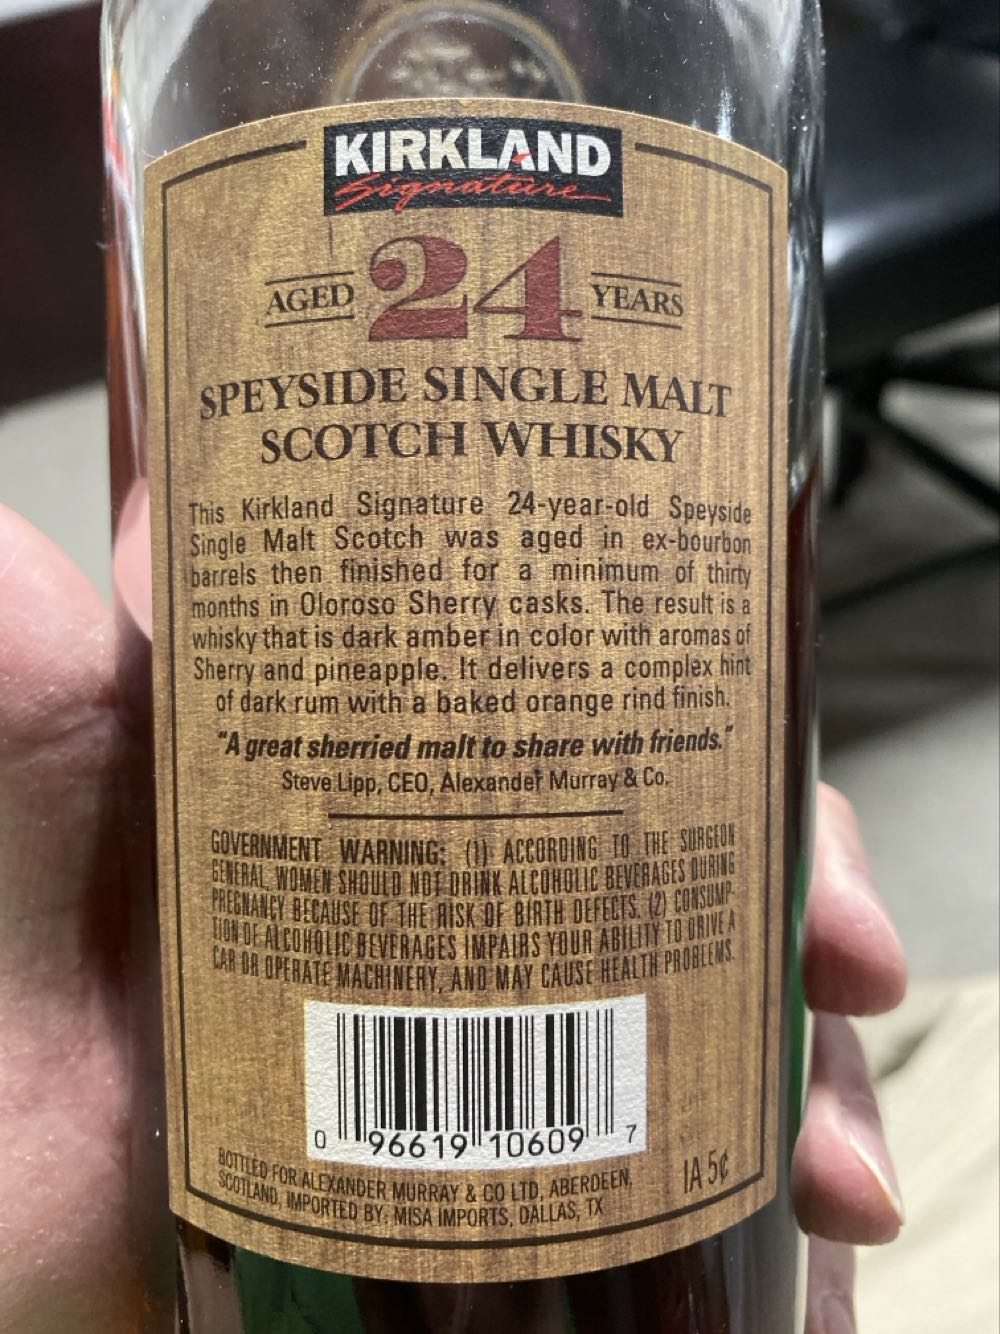 KIRKLAND
Signature
AGED 24 YEARS
SPEYSIDE SINGLE MALT
SCOTCH WHISKY
This Kirkland Signature 24-year-old Speyside
Single Malt Scotch was aged in ex-bourbon
barrels then finished for a minimum of thirty
months in Oloroso Sherry casks. The result is a
whisky that is dark amber in color with aromas of
Sherry and pineapple. It delivers a complex hint
of dark rum with a baked orange rind finish.
"A great sherried malt to share with friends."
Steve Lipp, CEO, Alexander Murray & Co.
GOVERNMENT WARNING: (1) ACCORDING TO THE SURGEON
GENERAL, WOMEN SHOULD NOT DRINK ALCOHOLIC BEVERAGES DURING
PREGNANCY BECAUSE OF THE RISK OF BIRTH DEFECTS. (2) CONSUMP-
TION OF ALCOHOLIC BEVERAGES IMPAIRS YOUR ABILITY TO DRIVE A
CAR OR OPERATE MACHINERY, AND MAY CAUSE HEALTH PROBLEMS.
0 96619 10609 7
BOTTLED FOR ALEXANDER MURRAY & CO LTD, ABERDEEN,
SCOTLAND, IMPORTED BY: MISA IMPORTS, DALLAS, TX
IA 5¢